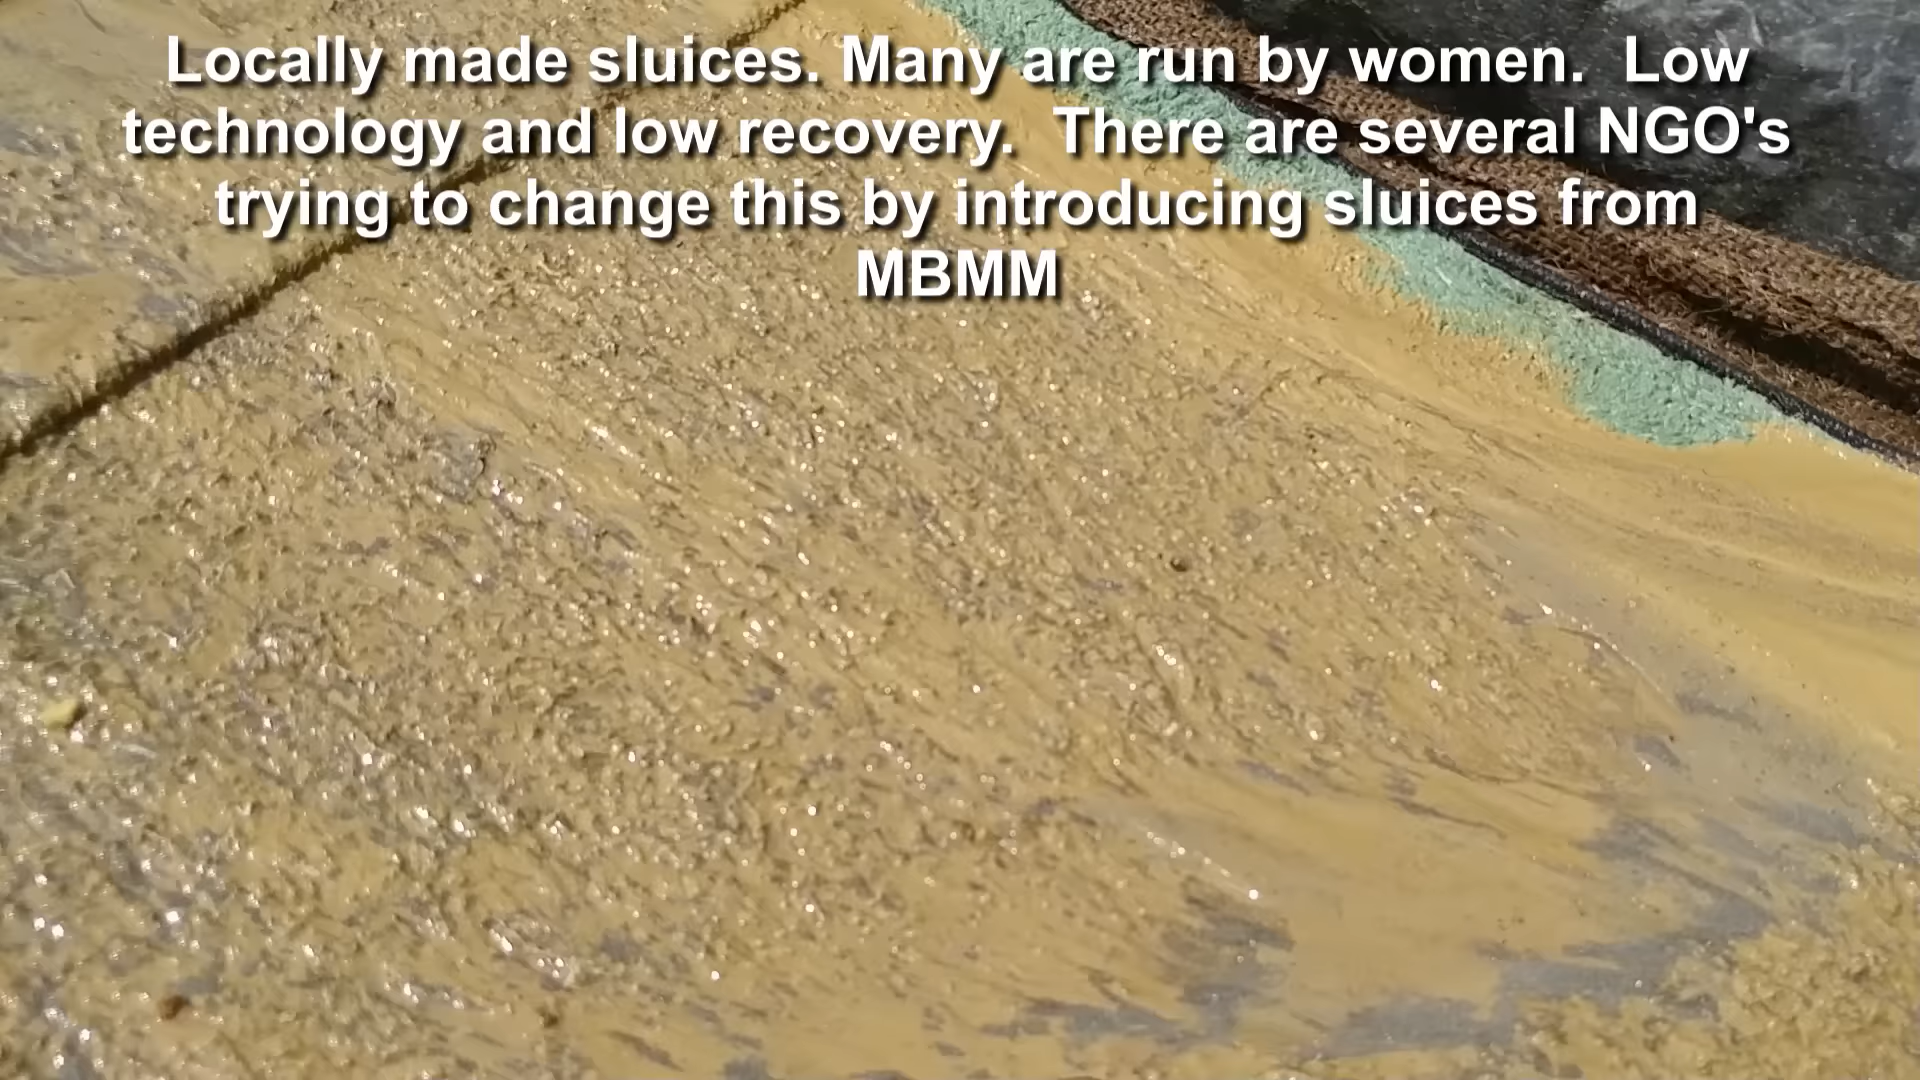 Locally made sluices. Many are run by women.  Low
technology and low recovery.  There are several NGO's
trying to change this by introducing sluices from
MBMM